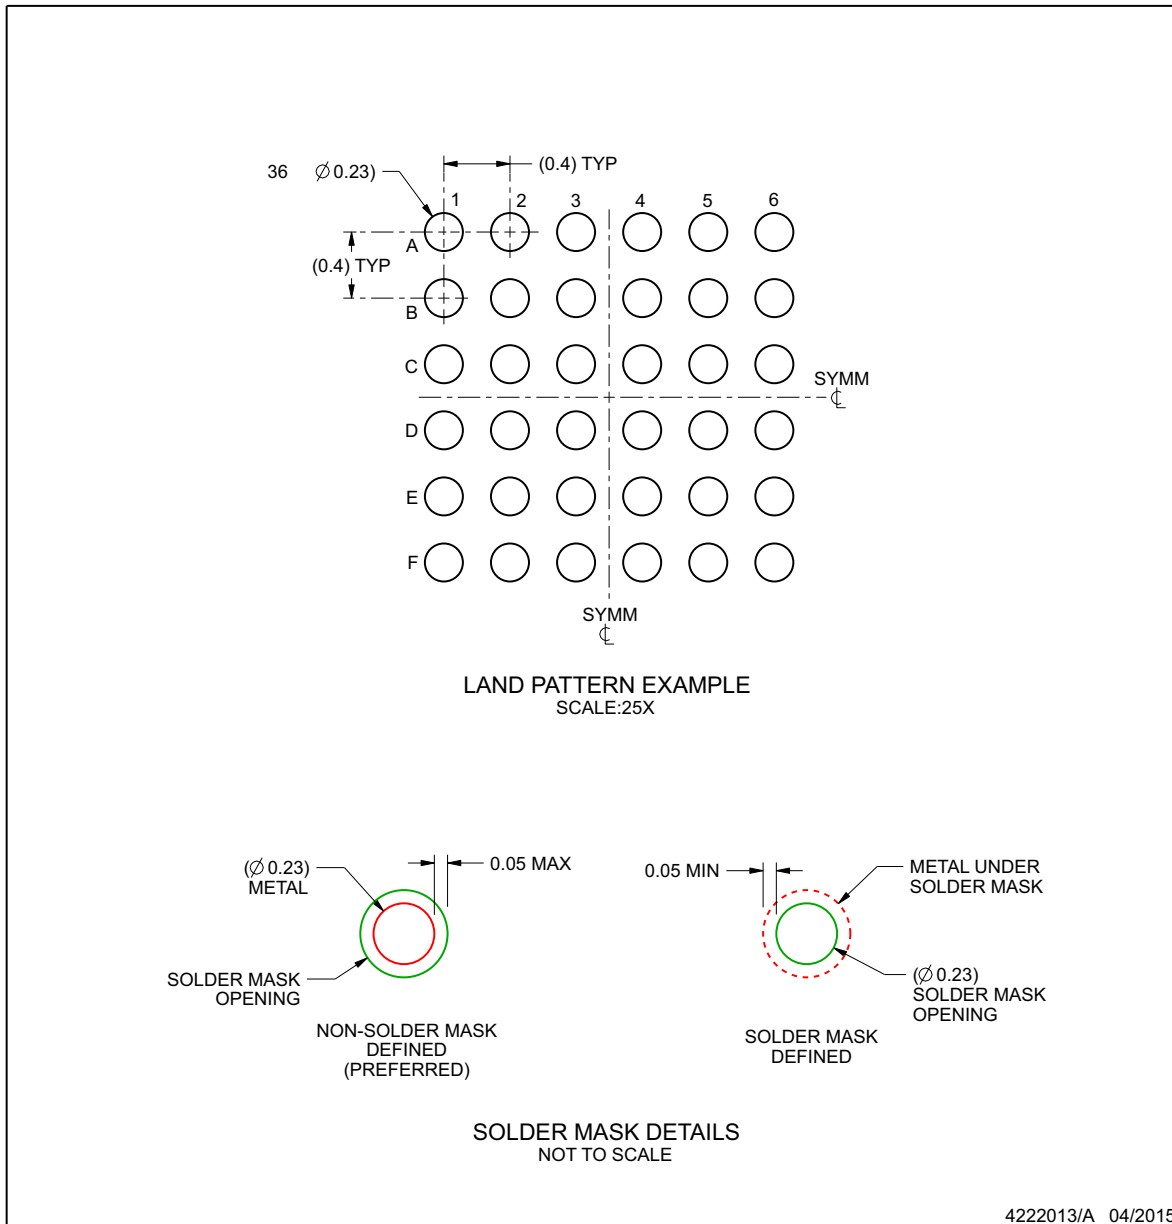 36 ∅ 0.23)
(0.4) TYP
1 2 3 4 5 6
A
(0.4) TYP
B
C
SYMM
℄
D
E
F
SYMM
℄
LAND PATTERN EXAMPLE
SCALE:25X
(∅ 0.23)
METAL
0.05 MAX
SOLDER MASK
OPENING
NON-SOLDER MASK
DEFINED
(PREFERRED)
0.05 MIN
METAL UNDER
SOLDER MASK
(∅ 0.23)
SOLDER MASK
OPENING
SOLDER MASK
DEFINED
SOLDER MASK DETAILS
NOT TO SCALE
4222013/A 04/2015